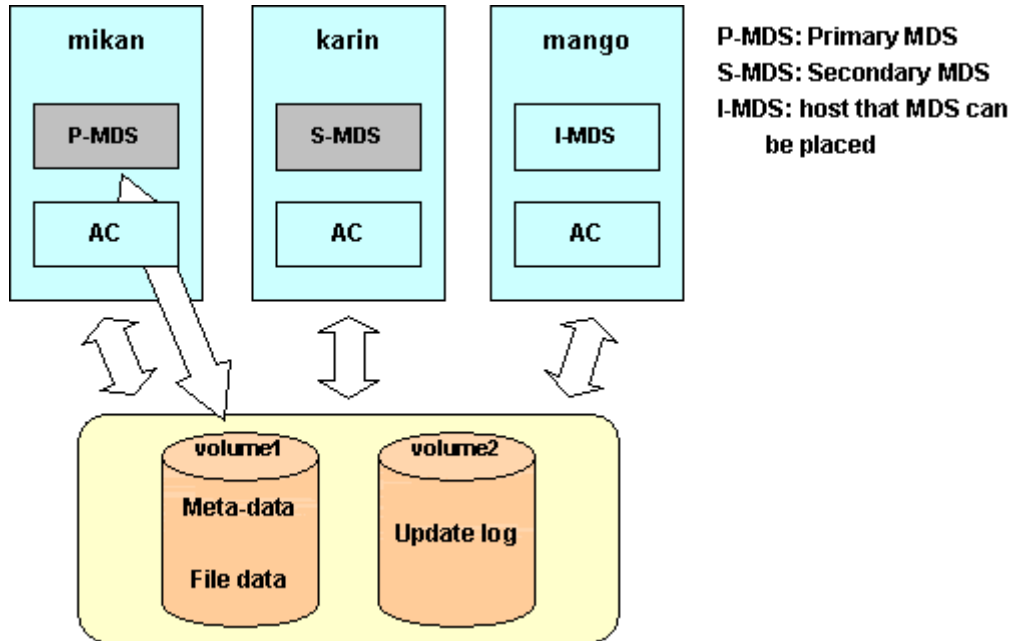 mikan
karin
mango
P-MDS: Primary MDS
S-MDS: Secondary MDS
I-MDS: host that MDS can
be placed
P-MDS
S-MDS
I-MDS
AC
AC
AC
volume1
volume2
Meta-data
Update log
File data